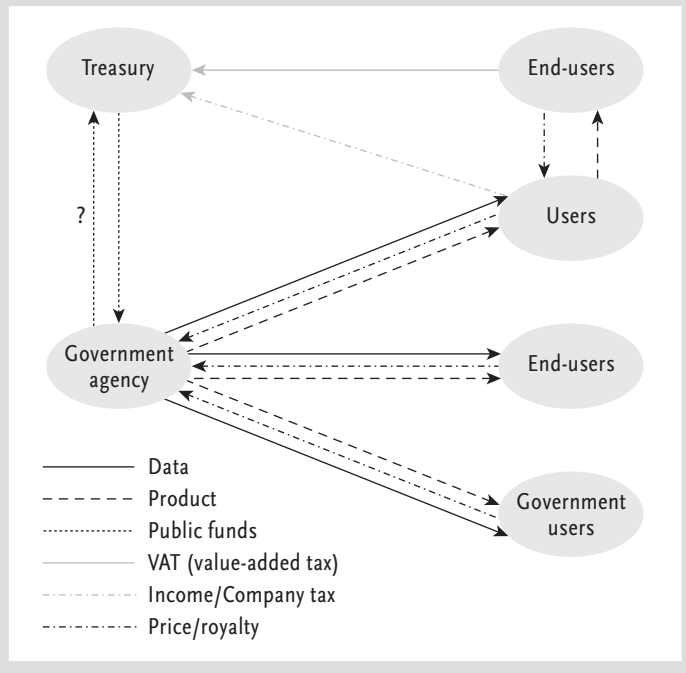 Treasury
End-users
?
Users
Government
agency
End-users
Government
users
Data
Product
Public funds
VAT (value-added tax)
Income/Company tax
Price/royalty